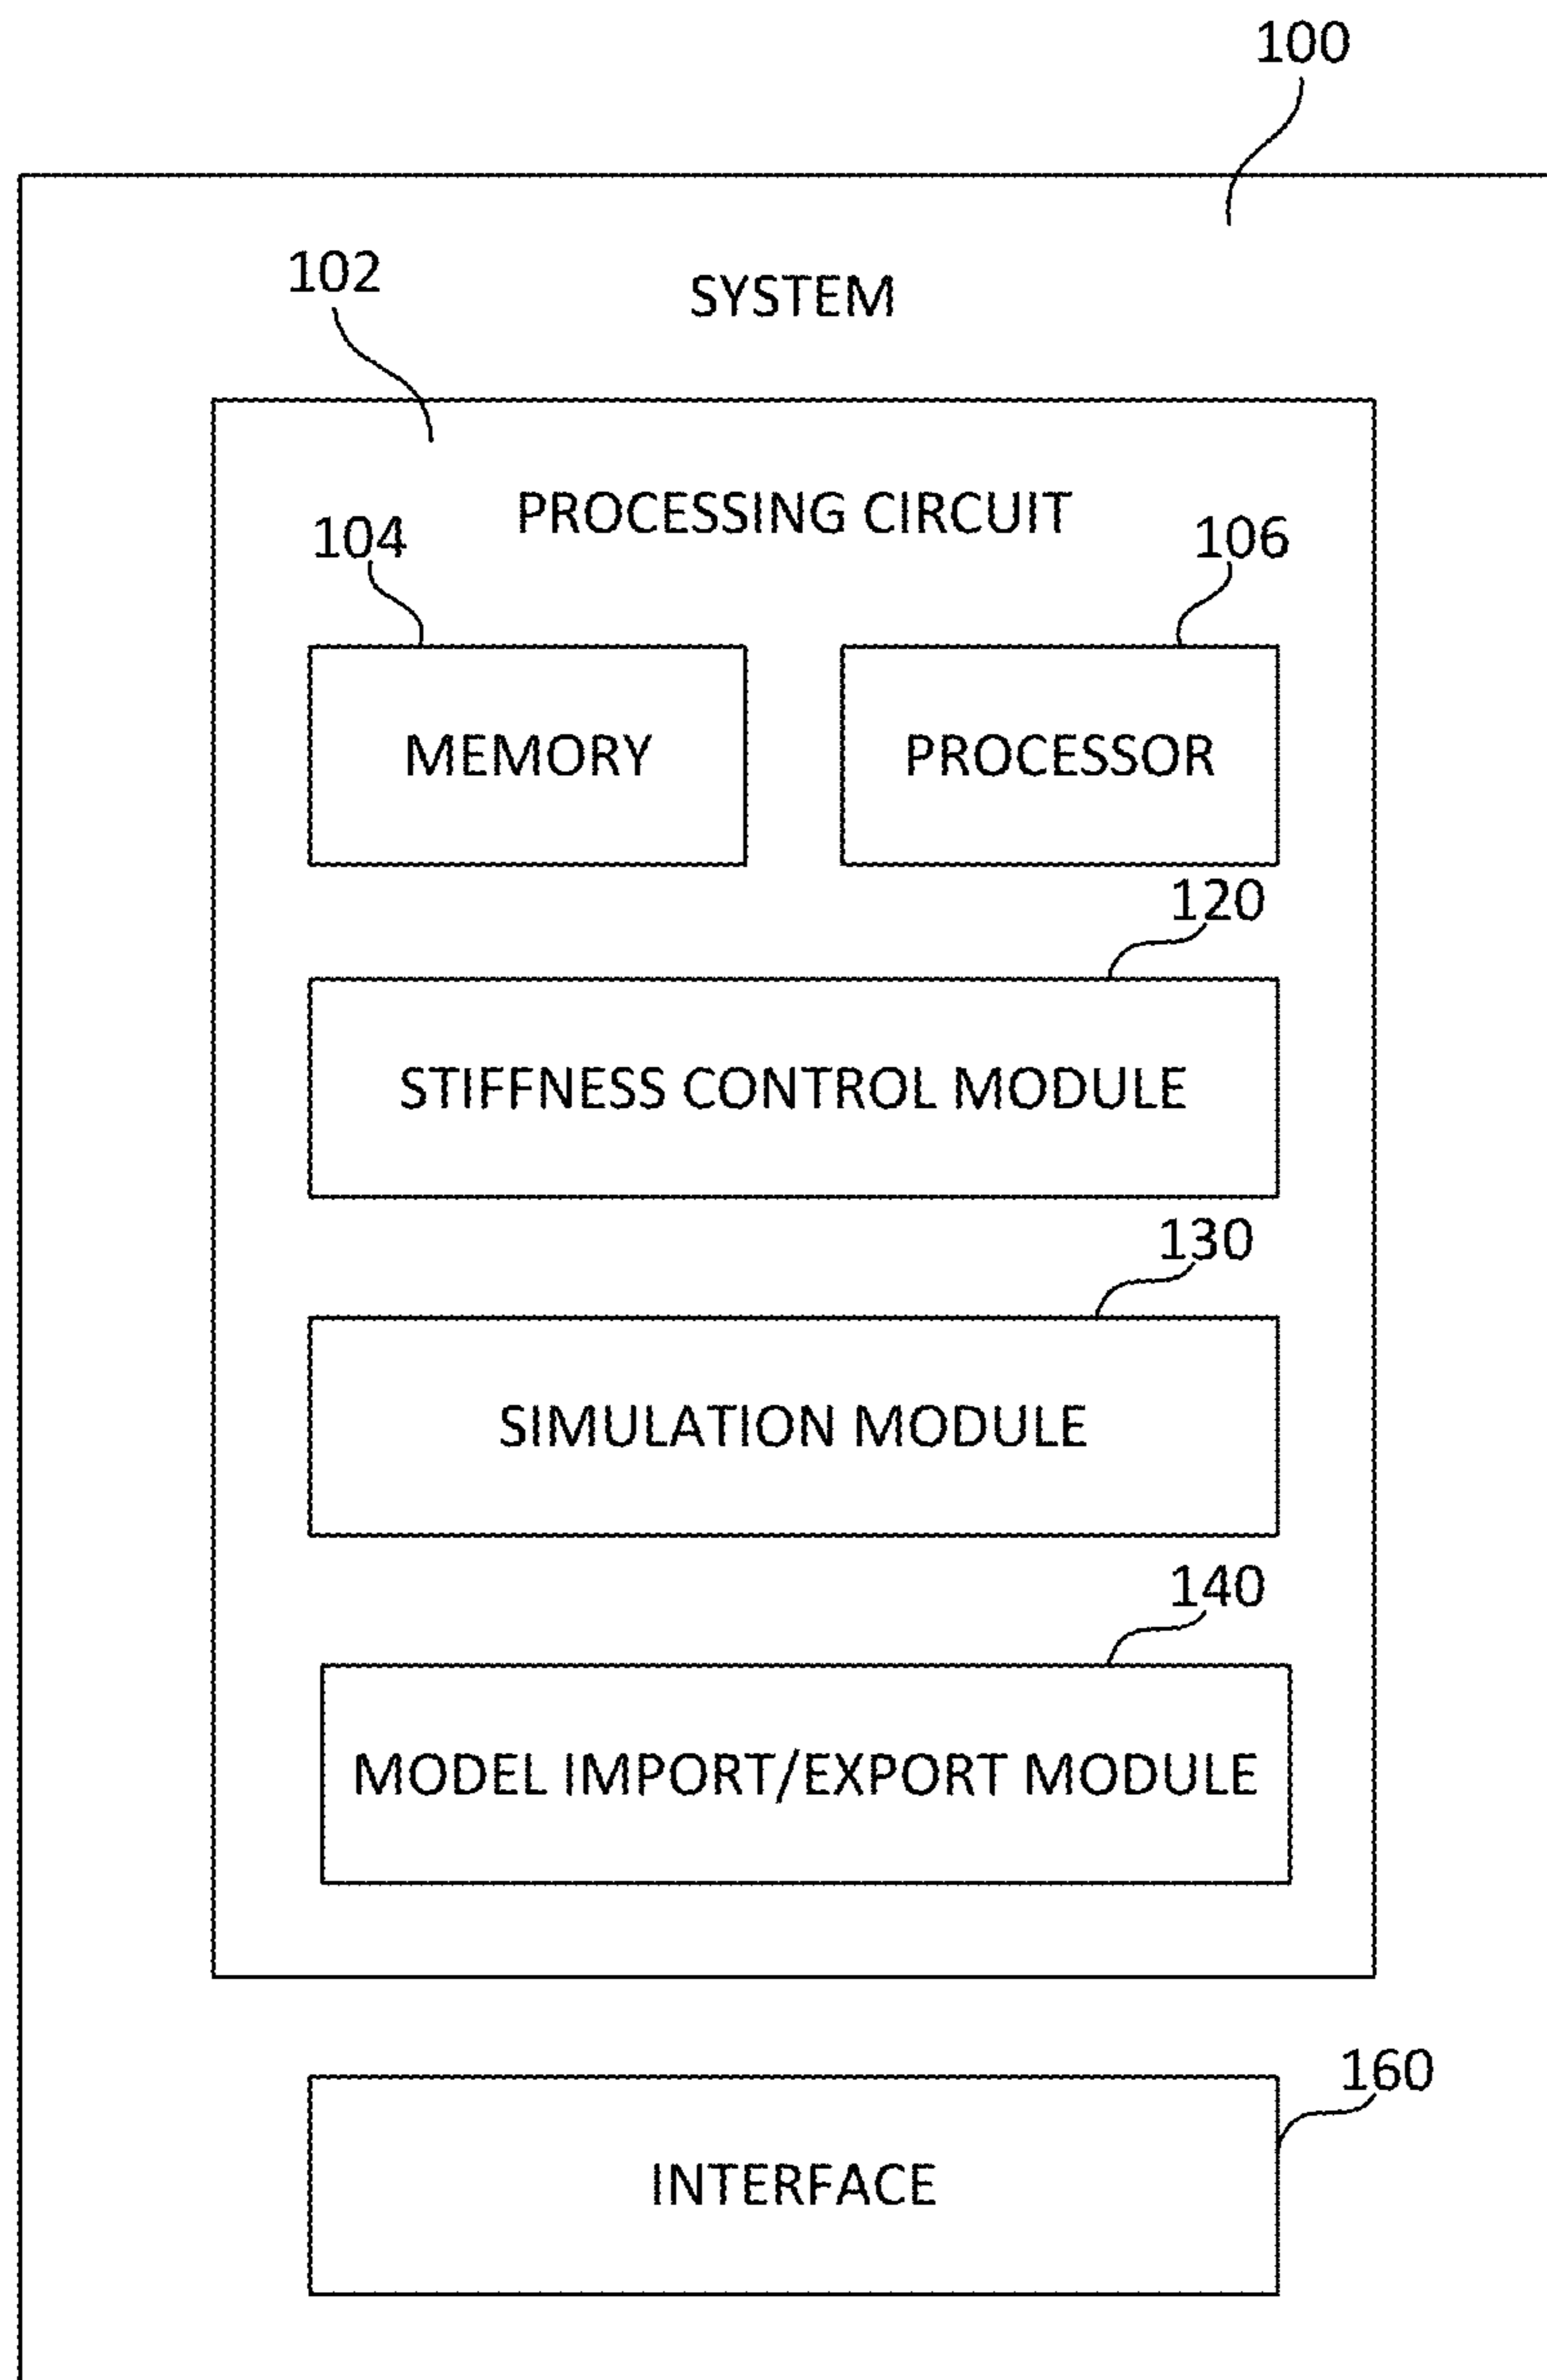 100
102
SYSTEM
PROCESSING CIRCUIT
104
106
MEMORY
PROCESSOR
120
STIFFNESS CONTROL MODULE
130
SIMULATION MODULE
140
MODEL IMPORT/EXPORT MODULE
160
INTERFACE